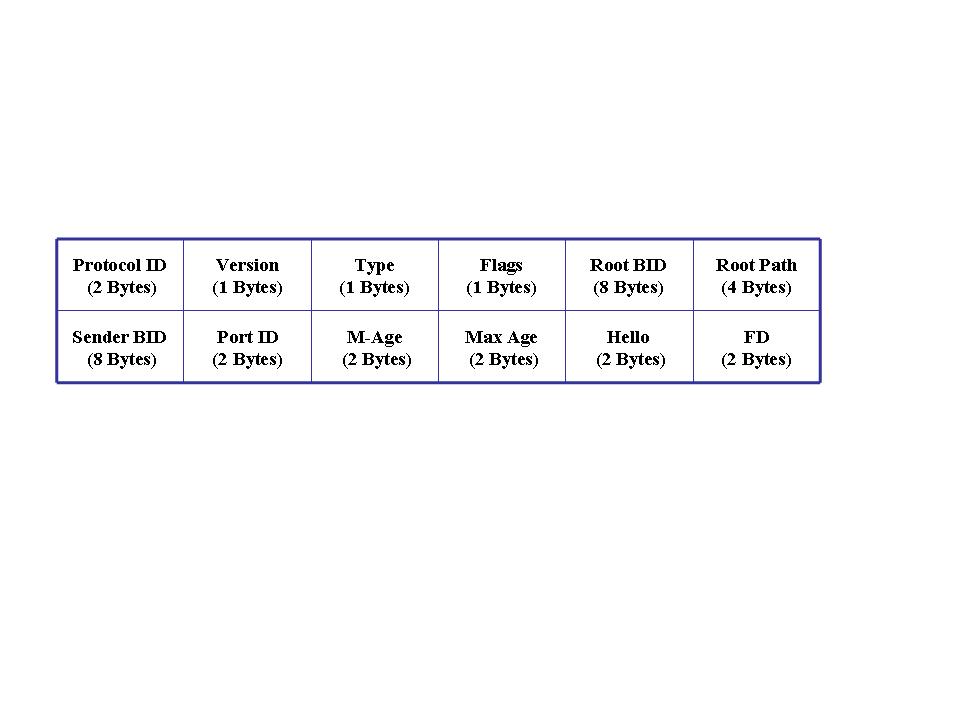 Protocol ID
(2 Bytes)
Version
(1 Bytes)
Type
(1 Bytes)
Flags
(1 Bytes)
Root BID
(8 Bytes)
Root Path
(4 Bytes)
Sender BID
(8 Bytes)
Port ID
(2 Bytes)
M-Age
(2 Bytes)
Max Age
(2 Bytes)
Hello
(2 Bytes)
FD
(2 Bytes)